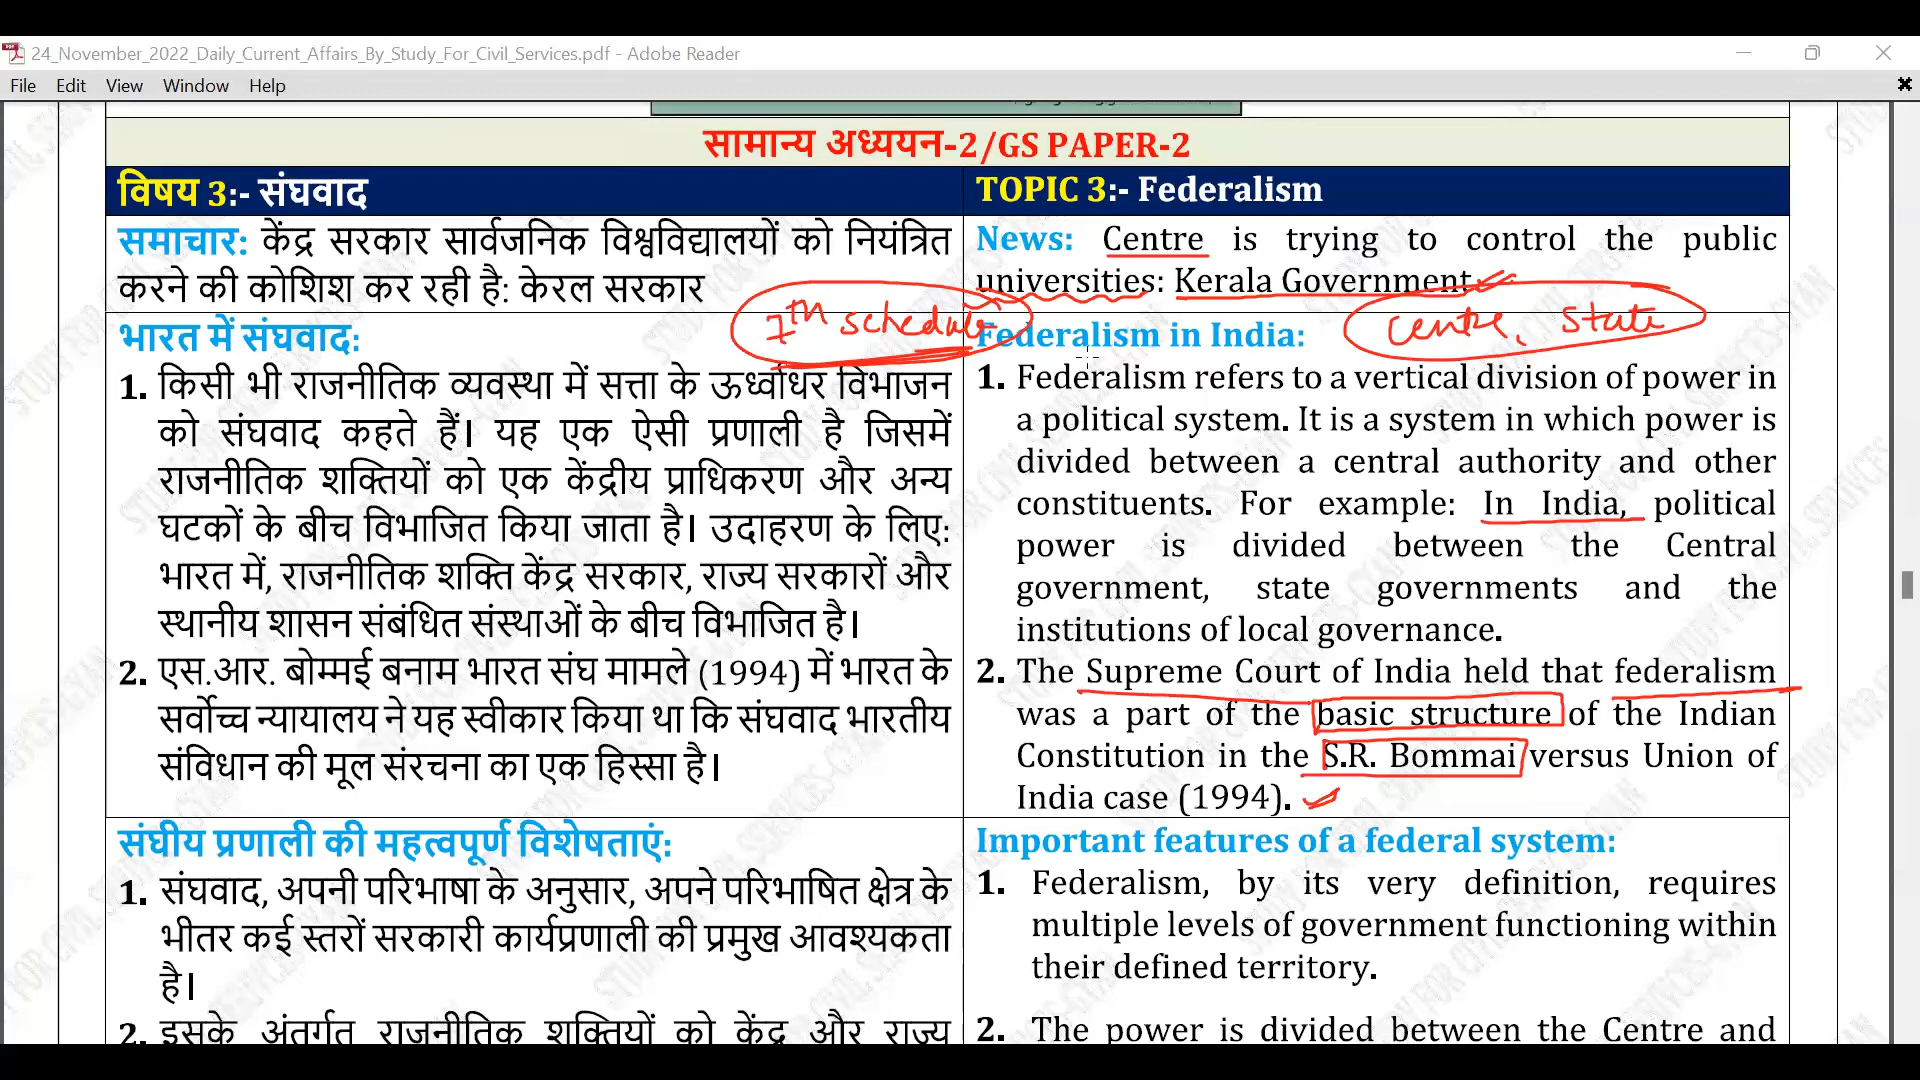 24_November_2022_Daily_Current_Affairs_By_Study_For_Civil_Services.pdf - Adobe Reader
File Edit View Window Help
सामान्य अध्ययन-2/GS PAPER-2
विषय 3:- संघवाद
समाचार: केंद्र सरकार सार्वजनिक विश्वविद्यालयों को नियंत्रित
करने की कोशिश कर रही है: केरल सरकार
7th schedule
भारत में संघवाद:
1. किसी भी राजनीतिक व्यवस्था में सत्ता के ऊर्ध्वाधर विभाजन
को संघवाद कहते हैं। यह एक ऐसी प्रणाली है जिसमें
राजनीतिक शक्तियों को एक केंद्रीय प्राधिकरण और अन्य
घटकों के बीच विभाजित किया जाता है। उदाहरण के लिए:
भारत में, राजनीतिक शक्ति केंद्र सरकार, राज्य सरकारों और
स्थानीय शासन संबंधित संस्थाओं के बीच विभाजित है।
2. एस.आर. बोम्मई बनाम भारत संघ मामले (1994) में भारत के
सर्वोच्च न्यायालय ने यह स्वीकार किया था कि संघवाद भारतीय
संविधान की मूल संरचना का एक हिस्सा है।
संघीय प्रणाली की महत्वपूर्ण विशेषताएं:
1. संघवाद, अपनी परिभाषा के अनुसार, अपने परिभाषित क्षेत्र के
भीतर कई स्तरों सरकारी कार्यप्रणाली की प्रमुख आवश्यकता
है।
2. इसके अंतर्गत राजनीतिक शक्तियों को केंद्र और राज्य
TOPIC 3:- Federalism
News: Centre is trying to control the public
universities: Kerala Government
Federalism in India:
centre, state
1. Federalism refers to a vertical division of power in
a political system. It is a system in which power is
divided between a central authority and other
constituents. For example: In India, political
power is divided between the Central
government, state governments and the
institutions of local governance.
2. The Supreme Court of India held that federalism
was a part of the basic structure of the Indian
Constitution in the S.R. Bommai versus Union of
India case (1994).
Important features of a federal system:
1. Federalism, by its very definition, requires
multiple levels of government functioning within
their defined territory.
2. The power is divided between the Centre and